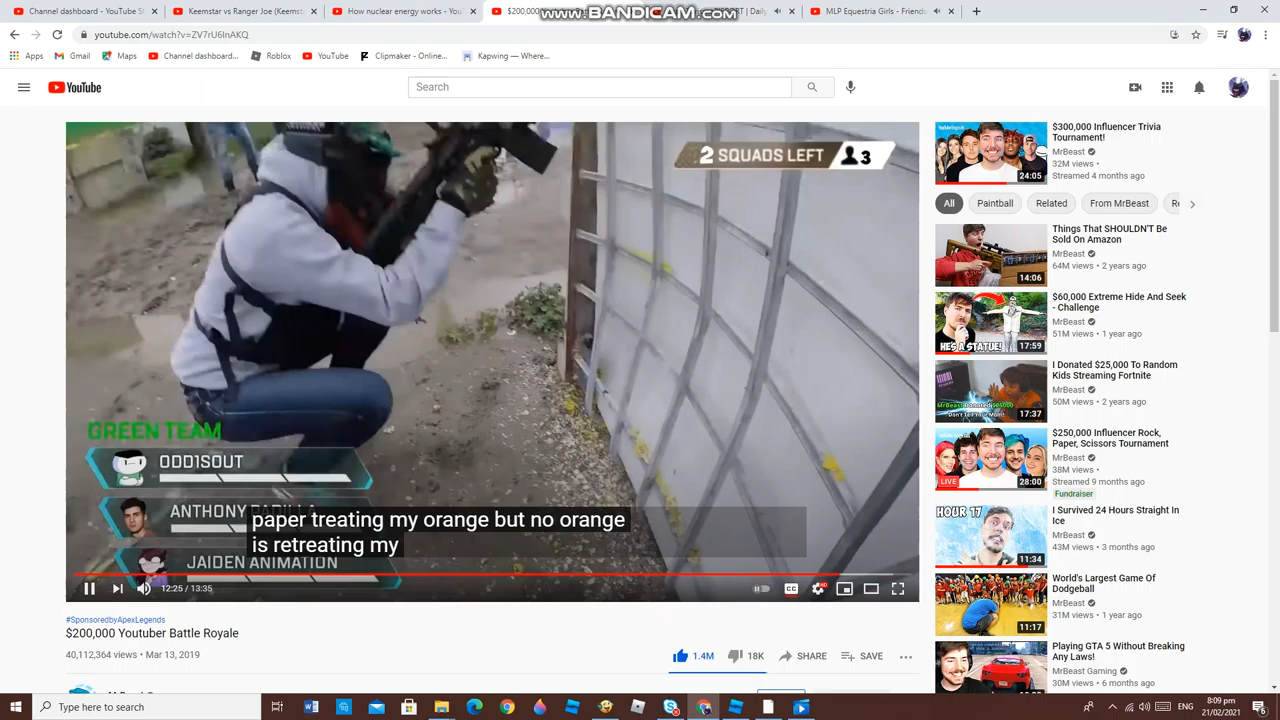 Channel dashboard - YouTube St
Keemstar vs Ranger Joe (Keemst
How nuclear energy works - You
$200,000
Daily
MLP Equestria Girls - Friends
www.BANDICAM.com
youtube.com/watch?v=ZV7rU6lnAKQ
Apps
Gmail
Maps
Channel dashboard...
Roblox
YouTube
Clipmaker - Online...
Kapwing — Where...
YouTube
Search
2 SQUADS LEFT
3
GREEN TEAM
ODD1SOUT
ANTHONY
JAIDEN ANIMATION
paper treating my orange but no orange
is retreating my
12:25 / 13:35
CC
HD
#SponsoredbyApexLegends
$200,000 Youtuber Battle Royale
40,112,364 views • Mar 13, 2019
1.4M
18K
SHARE
SAVE
$300,000 Influencer Trivia
Tournament!
MrBeast
32M views •
Streamed 4 months ago
24:05
All
Paintball
Related
From MrBeast
Things That SHOULDN'T Be
Sold On Amazon
MrBeast
64M views • 2 years ago
14:06
$60,000 Extreme Hide And Seek
- Challenge
MrBeast
51M views • 1 year ago
HE'S A STATUE!
17:59
I Donated $25,000 To Random
Kids Streaming Fortnite
MrBeast
50M views • 2 years ago
17:37
$250,000 Influencer Rock,
Paper, Scissors Tournament
MrBeast
38M views •
Streamed 9 months ago
Fundraiser
LIVE
28:00
I Survived 24 Hours Straight In
Ice
MrBeast
43M views • 3 months ago
HOUR 17
11:34
World's Largest Game Of
Dodgeball
MrBeast
31M views • 1 year ago
11:17
Playing GTA 5 Without Breaking
Any Laws!
MrBeast Gaming
30M views • 6 months ago
Type here to search
ENG
8:09 pm
21/02/2021